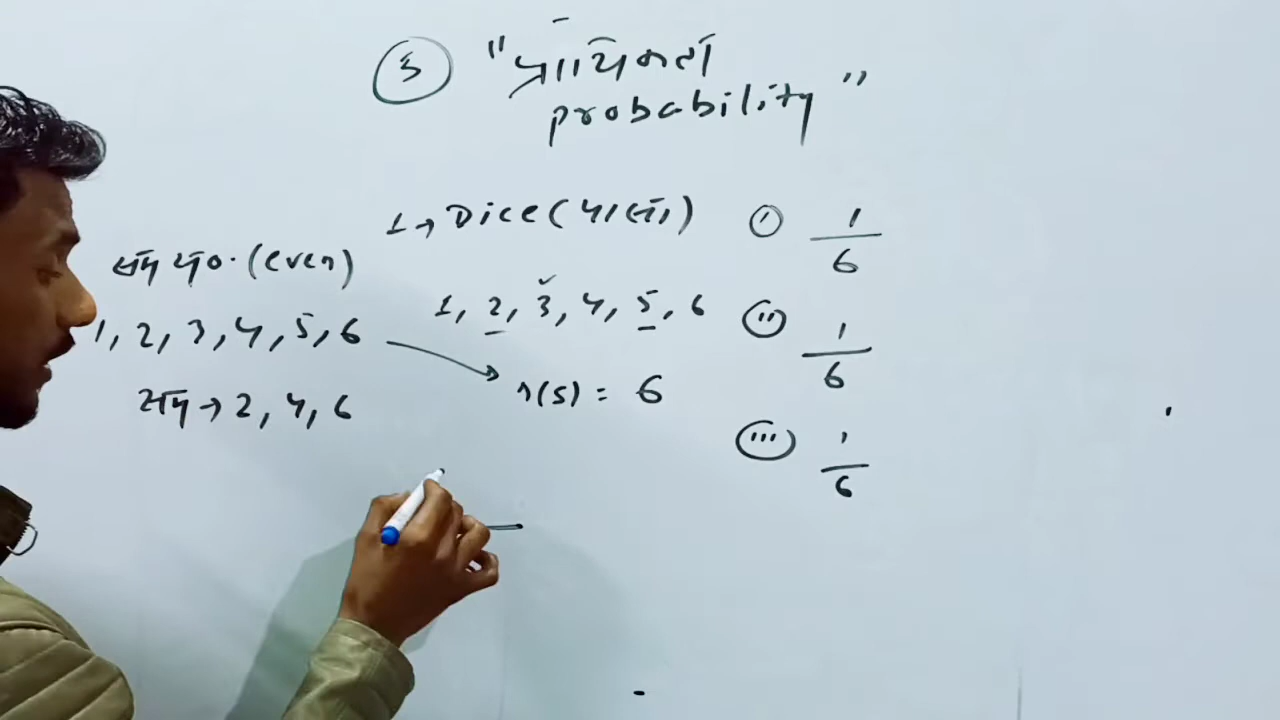 3 "प्रायिकता
probability"
1→ Dice (पासा)
सम सं०. (even)
1, 2, 3, 4, 5, 6
सम → 2, 4, 6
1, 2, 3, 4, 5, 6
n(s) = 6
(i) 1/6
(ii) 1/6
(iii) 1/6